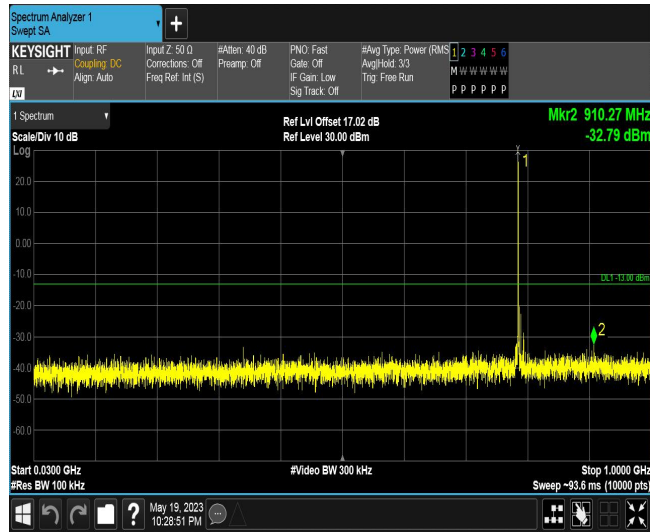 Spectrum Analyzer 1
Swept SA
+
KEYSIGHT
RL
LXI
Input: RF
Coupling: DC
Align: Auto
Input Z: 50 Ω
Corrections: Off
Freq Ref: Int (S)
#Atten: 40 dB
Preamp: Off
PNO: Fast
Gate: Off
IF Gain: Low
Sig Track: Off
#Avg Type: Power (RMS
Avg|Hold: 3/3
Trig: Free Run
1 2 3 4 5 6
M W W W W W
P P P P P P
1 Spectrum
Scale/Div 10 dB
Log
Ref Lvl Offset 17.02 dB
Ref Level 30.00 dBm
Mkr2 910.27 MHz
-32.79 dBm
20.0
10.0
0.00
-10.0
-20.0
-30.0
-40.0
-50.0
-60.0
1
DL1 -13.00 dBm
2
Start 0.0300 GHz
#Res BW 100 kHz
#Video BW 300 kHz
Stop 1.0000 GHz
Sweep ~93.6 ms (10000 pts)
?
May 19, 2023
10:28:51 PM